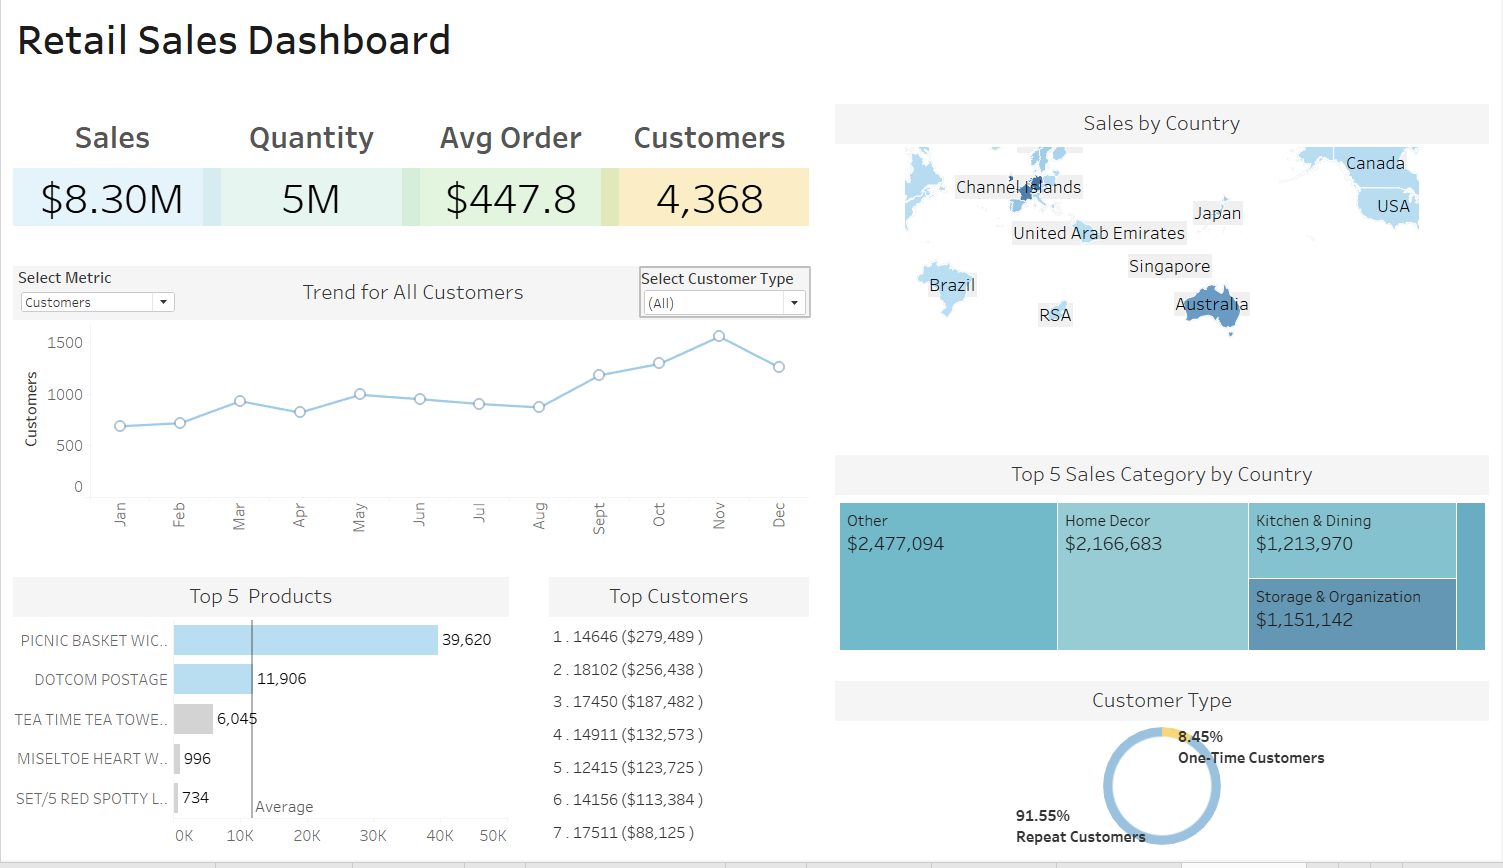 Retail Sales Dashboard
Sales
Quantity
Avg Order
Customers
$8.30M
5M
$447.8
4,368
Select Metric
Customers
Trend for All Customers
Select Customer Type
(All)
Customers
1500
1000
500
0
Jan
Feb
Mar
Apr
May
Jun
Jul
Aug
Sept
Oct
Nov
Dec
Top 5 Products
PICNIC BASKET WIC..
39,620
DOTCOM POSTAGE
11,906
TEA TIME TEA TOWE..
6,045
MISELTOE HEART W..
996
SET/5 RED SPOTTY L..
734
Average
0K
10K
20K
30K
40K
50K
Top Customers
1 . 14646 ($279,489 )
2 . 18102 ($256,438 )
3 . 17450 ($187,482 )
4 . 14911 ($132,573 )
5 . 12415 ($123,725 )
6 . 14156 ($113,384 )
7 . 17511 ($88,125 )
Sales by Country
Canada
Channel Islands
USA
Japan
United Arab Emirates
Singapore
Brazil
Australia
RSA
Top 5 Sales Category by Country
Other
$2,477,094
Home Decor
$2,166,683
Kitchen & Dining
$1,213,970
Storage & Organization
$1,151,142
Customer Type
8.45%
One-Time Customers
91.55%
Repeat Customers